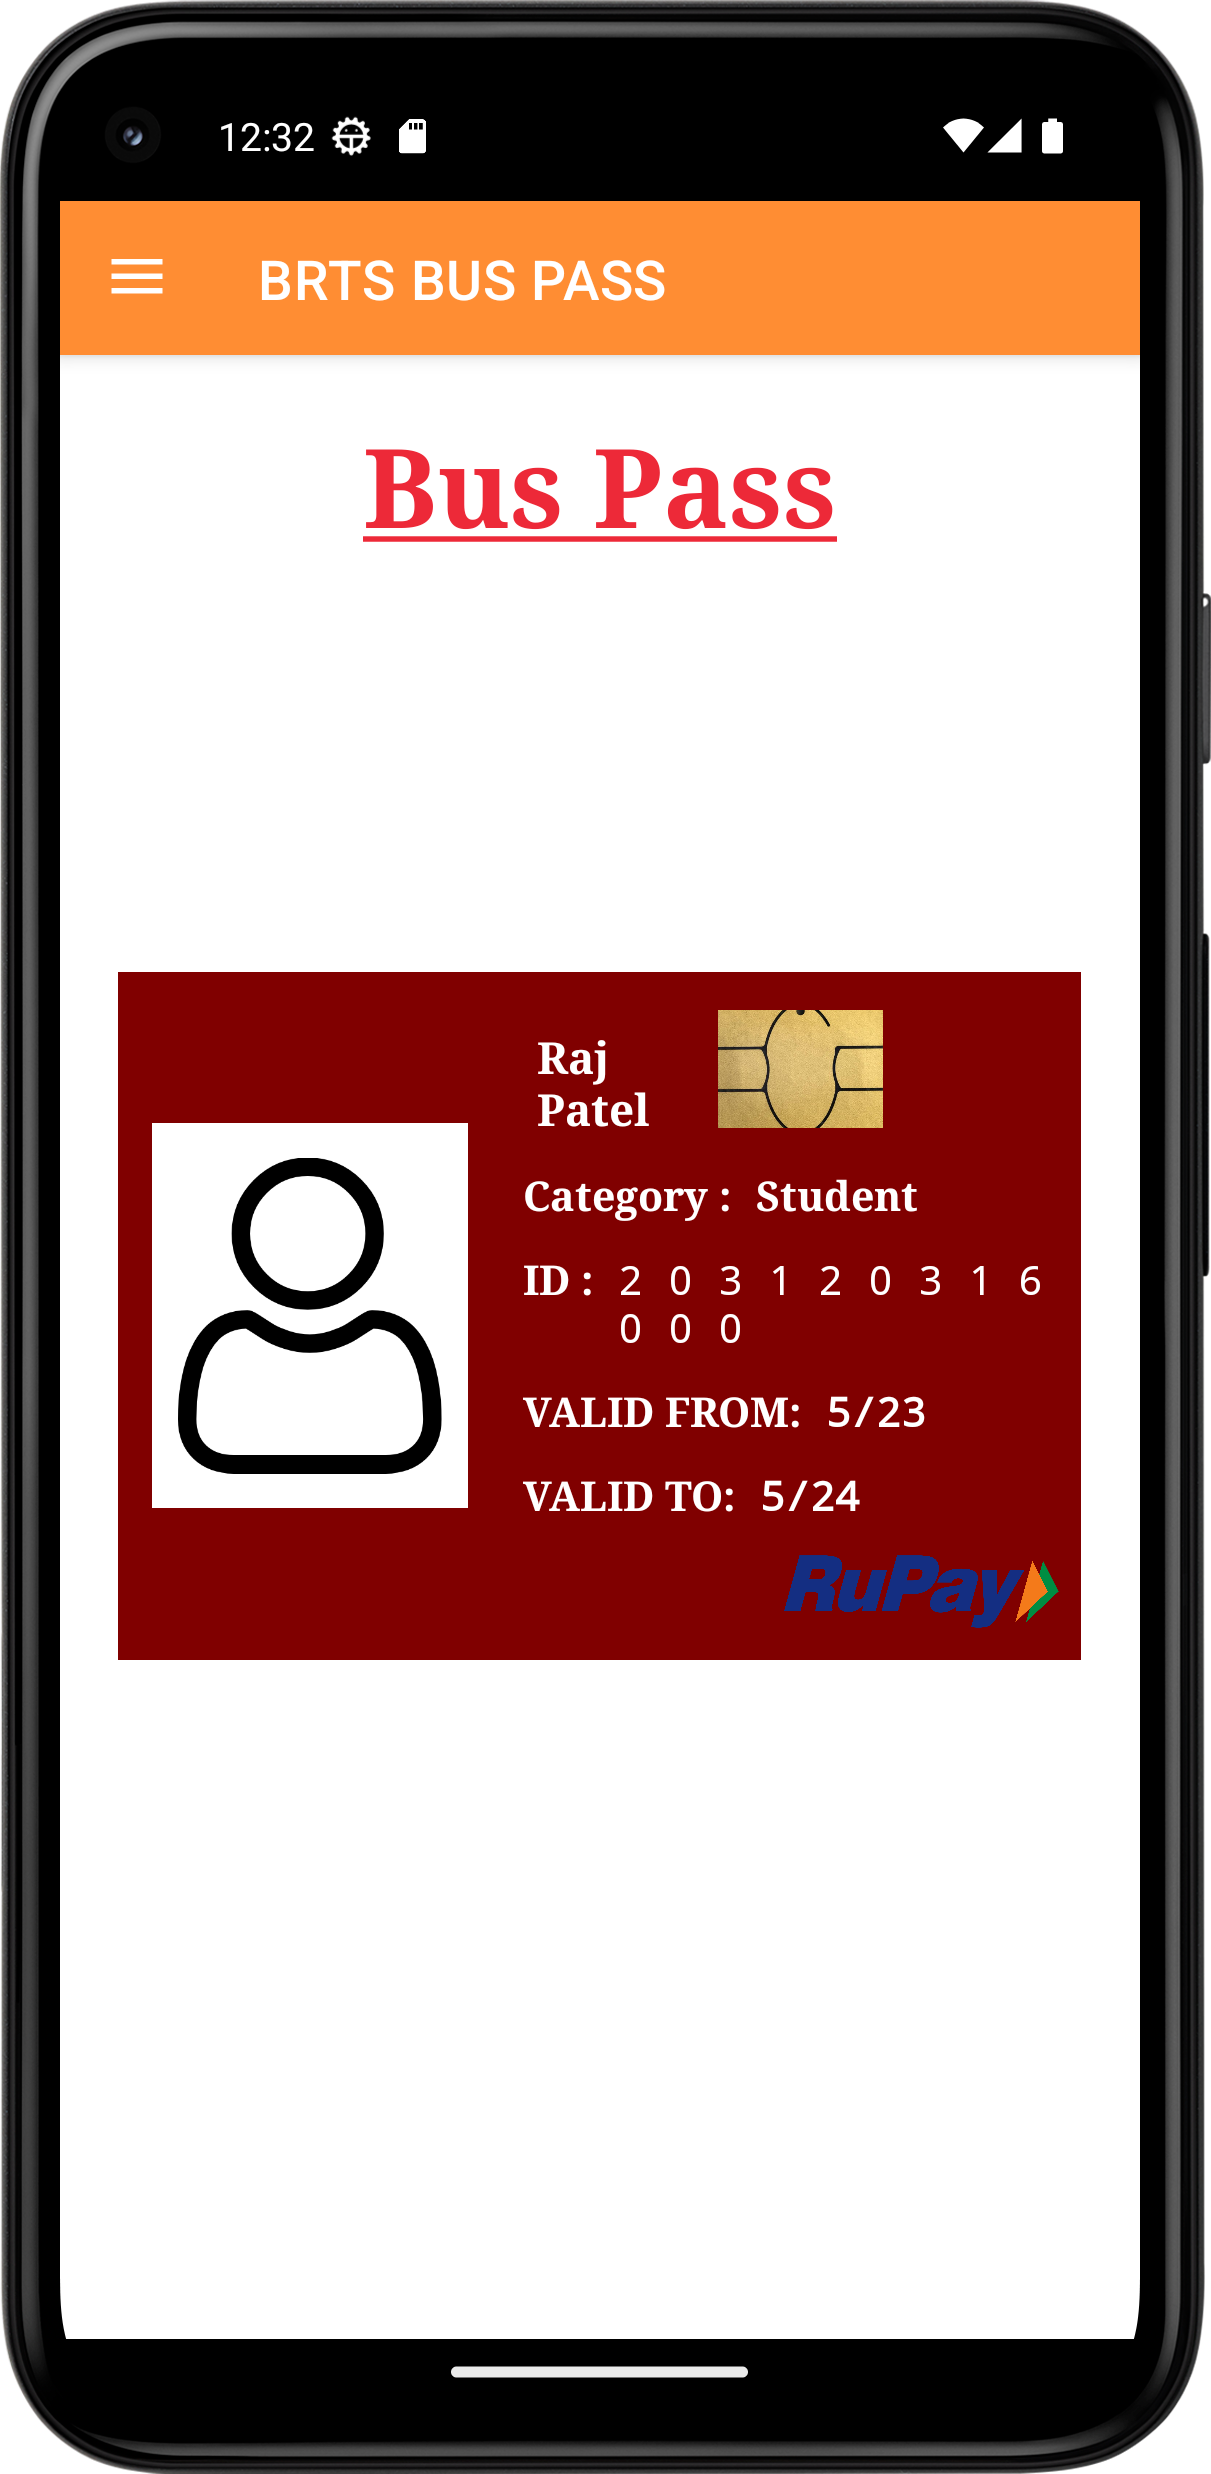 12:32
BRTS BUS PASS
Bus Pass
Raj
Patel
Category : Student
ID : 2 0 3 1 2 0 3 1 6
0 0 0
VALID FROM: 5/23
VALID TO: 5/24
RuPay